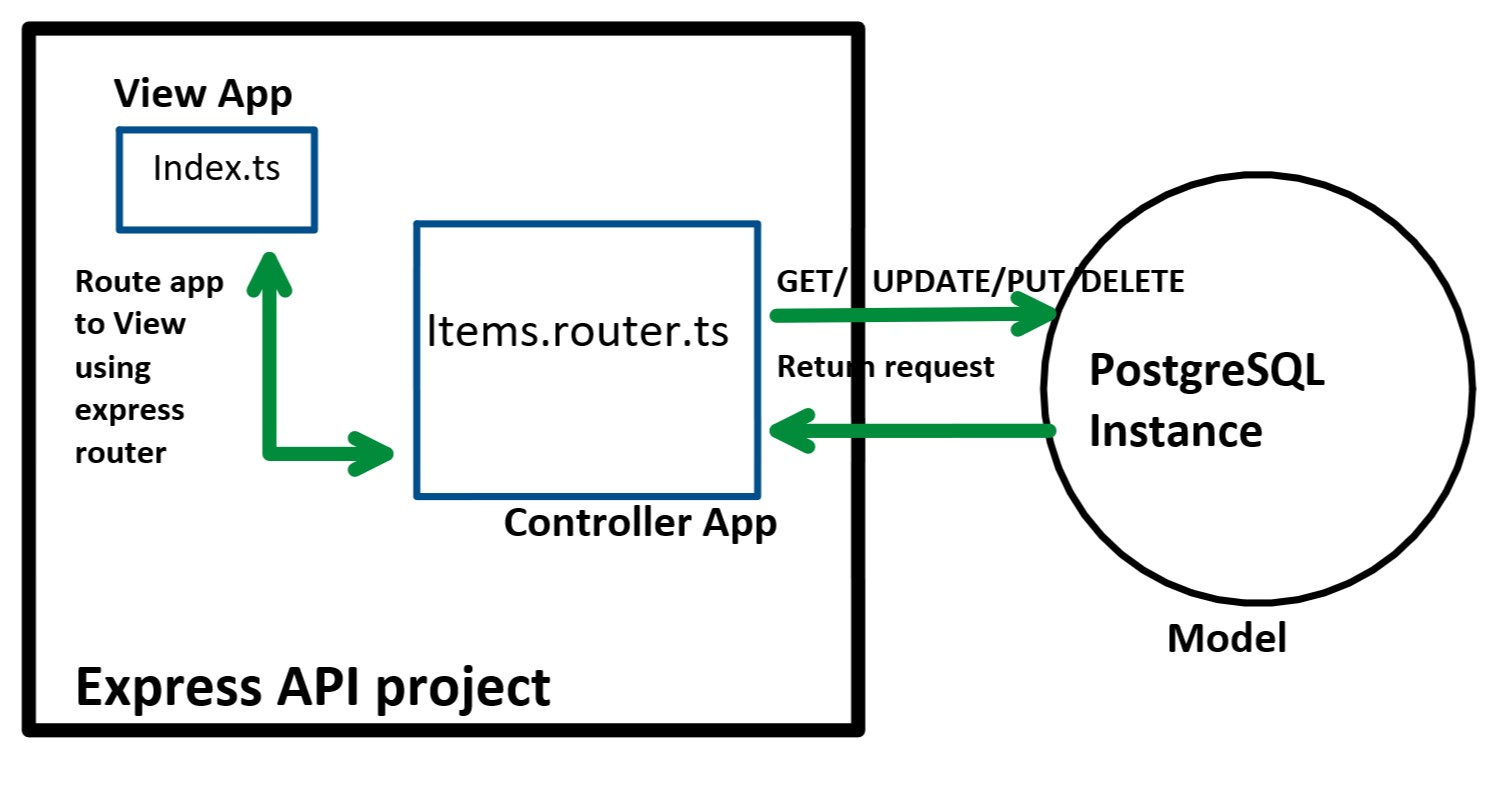 View App
Index.ts
Route app
to View
using
express
router
Items.router.ts
Controller App
GET/ UPDATE/PUT/DELETE
Return request
PostgreSQL
Instance
Model
Express API project